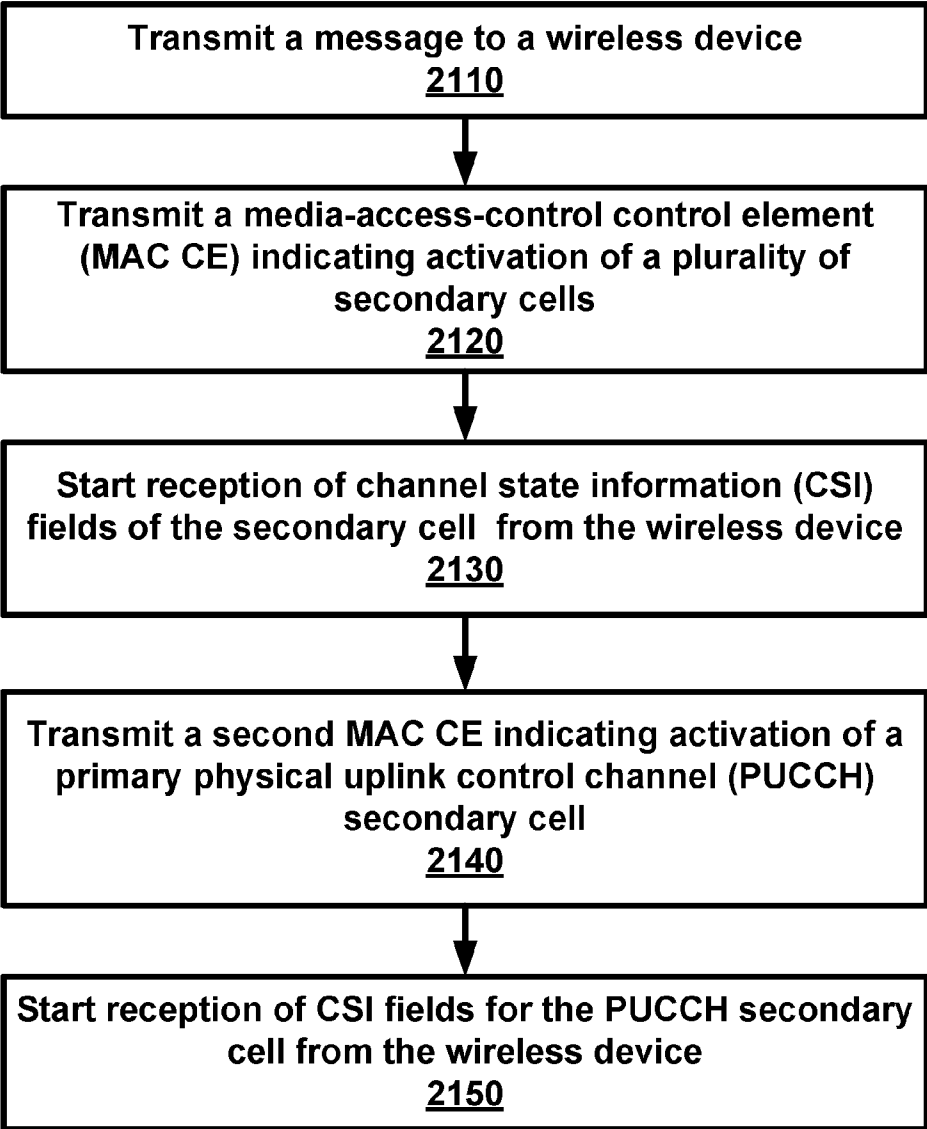 Transmit a message to a wireless device
2110
Transmit a media-access-control control element
(MAC CE) indicating activation of a plurality of
secondary cells
2120
Start reception of channel state information (CSI)
fields of the secondary cell from the wireless device
2130
Transmit a second MAC CE indicating activation of a
primary physical uplink control channel (PUCCH)
secondary cell
2140
Start reception of CSI fields for the PUCCH secondary
cell from the wireless device
2150